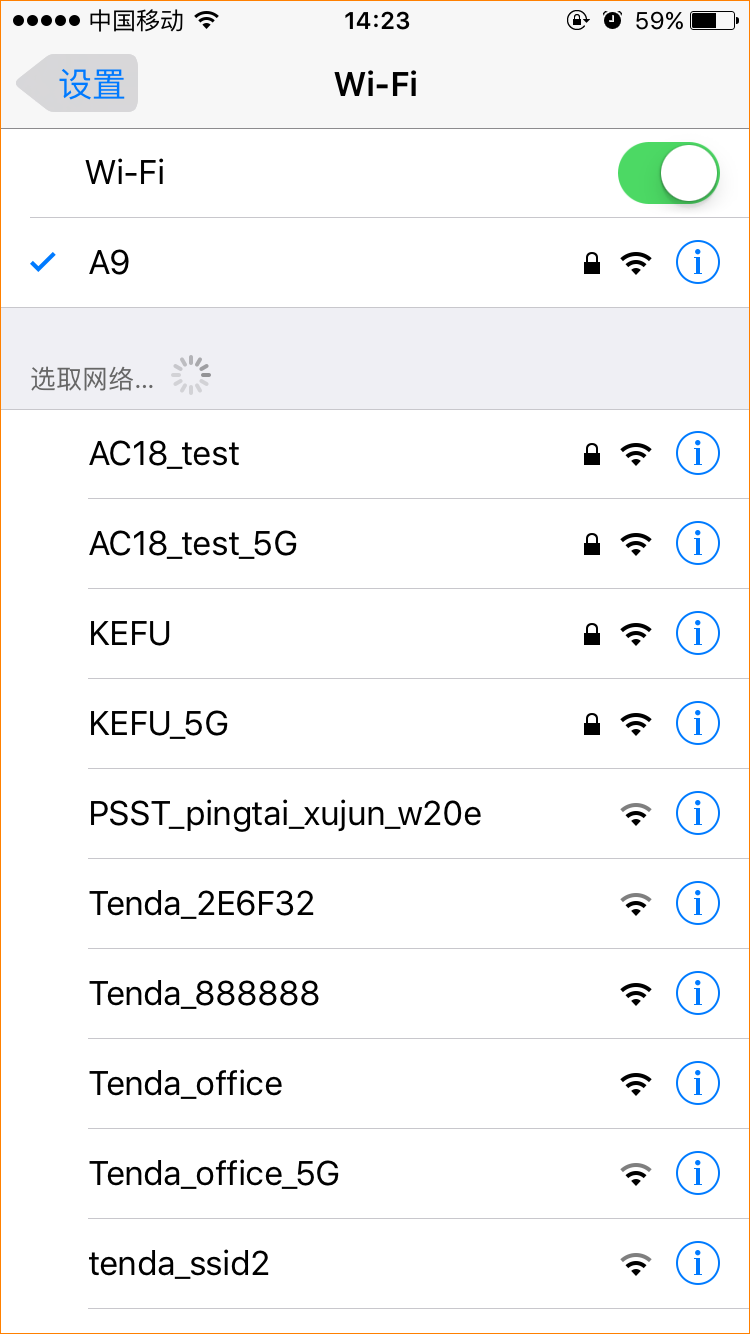 中国移动 14:23 59%
设置 Wi-Fi
Wi-Fi
A9
选取网络...
AC18_test
AC18_test_5G
KEFU
KEFU_5G
PSST_pingtai_xujun_w20e
Tenda_2E6F32
Tenda_888888
Tenda_office
Tenda_office_5G
tenda_ssid2